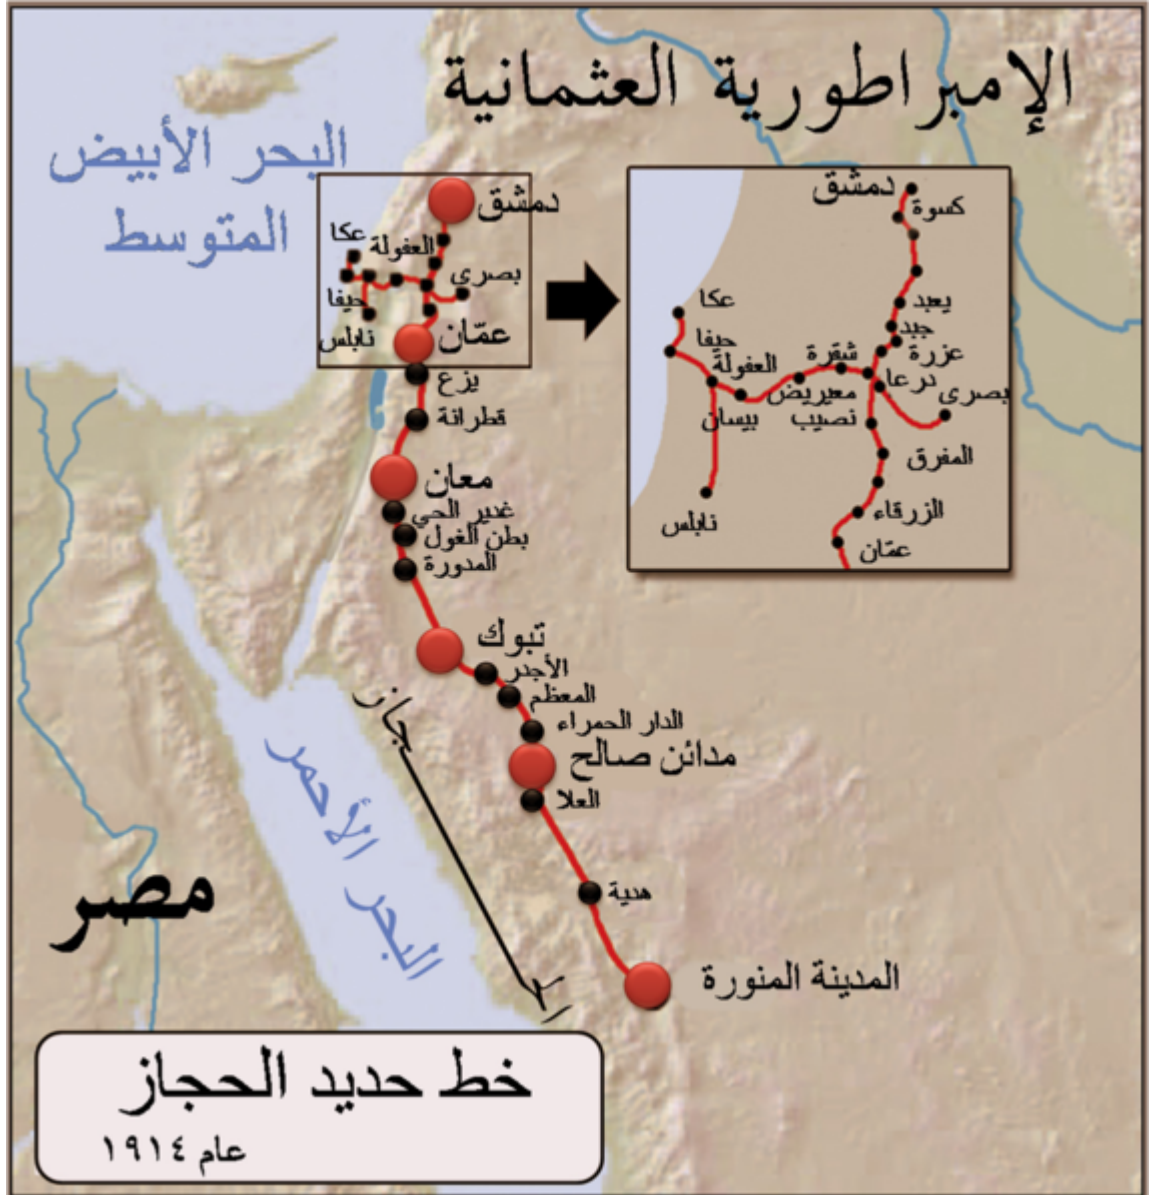 الإمبراطورية العثمانية
البحر الأبيض
المتوسط
دمشق
عكا
العفولة
بصرى
حيفا
نابلس
عمّان
يزع
قطرانة
معان
غدير الحي
بطن الغول
المدورة
تبوك
الأجدر
المعظم
الدار الحمراء
مدائن صالح
العلا
هدية
المدينة المنورة
الحجاز
البحر الأحمر
مصر
دمشق
كسوة
يعبد
جبد
عزرة
درعا
بصرى
عكا
حيفا
العفولة
شقرة
معيريض
بيسان
نصيب
المفرق
نابلس
الزرقاء
عمّان
خط حديد الحجاز
عام ١٩١٤